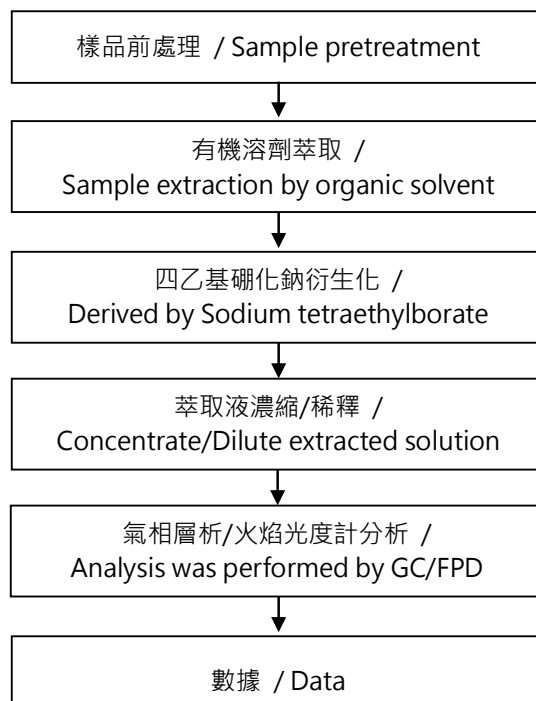 樣品前處理 / Sample pretreatment
有機溶劑萃取 /
Sample extraction by organic solvent
四乙基硼化鈉衍生化 /
Derived by Sodium tetraethylborate
萃取液濃縮/稀釋 /
Concentrate/Dilute extracted solution
氣相層析/火焰光度計分析 /
Analysis was performed by GC/FPD
數據 / Data